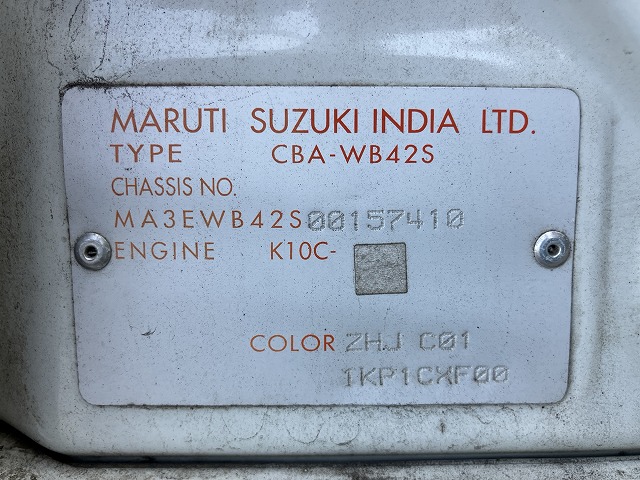 MARUTI SUZUKI INDIA LTD.
TYPE CBA-WB42S
CHASSIS NO.
MA3EWB42S00157410
ENGINE K10C-
COLOR ZHJ C01
1KP1CXF00